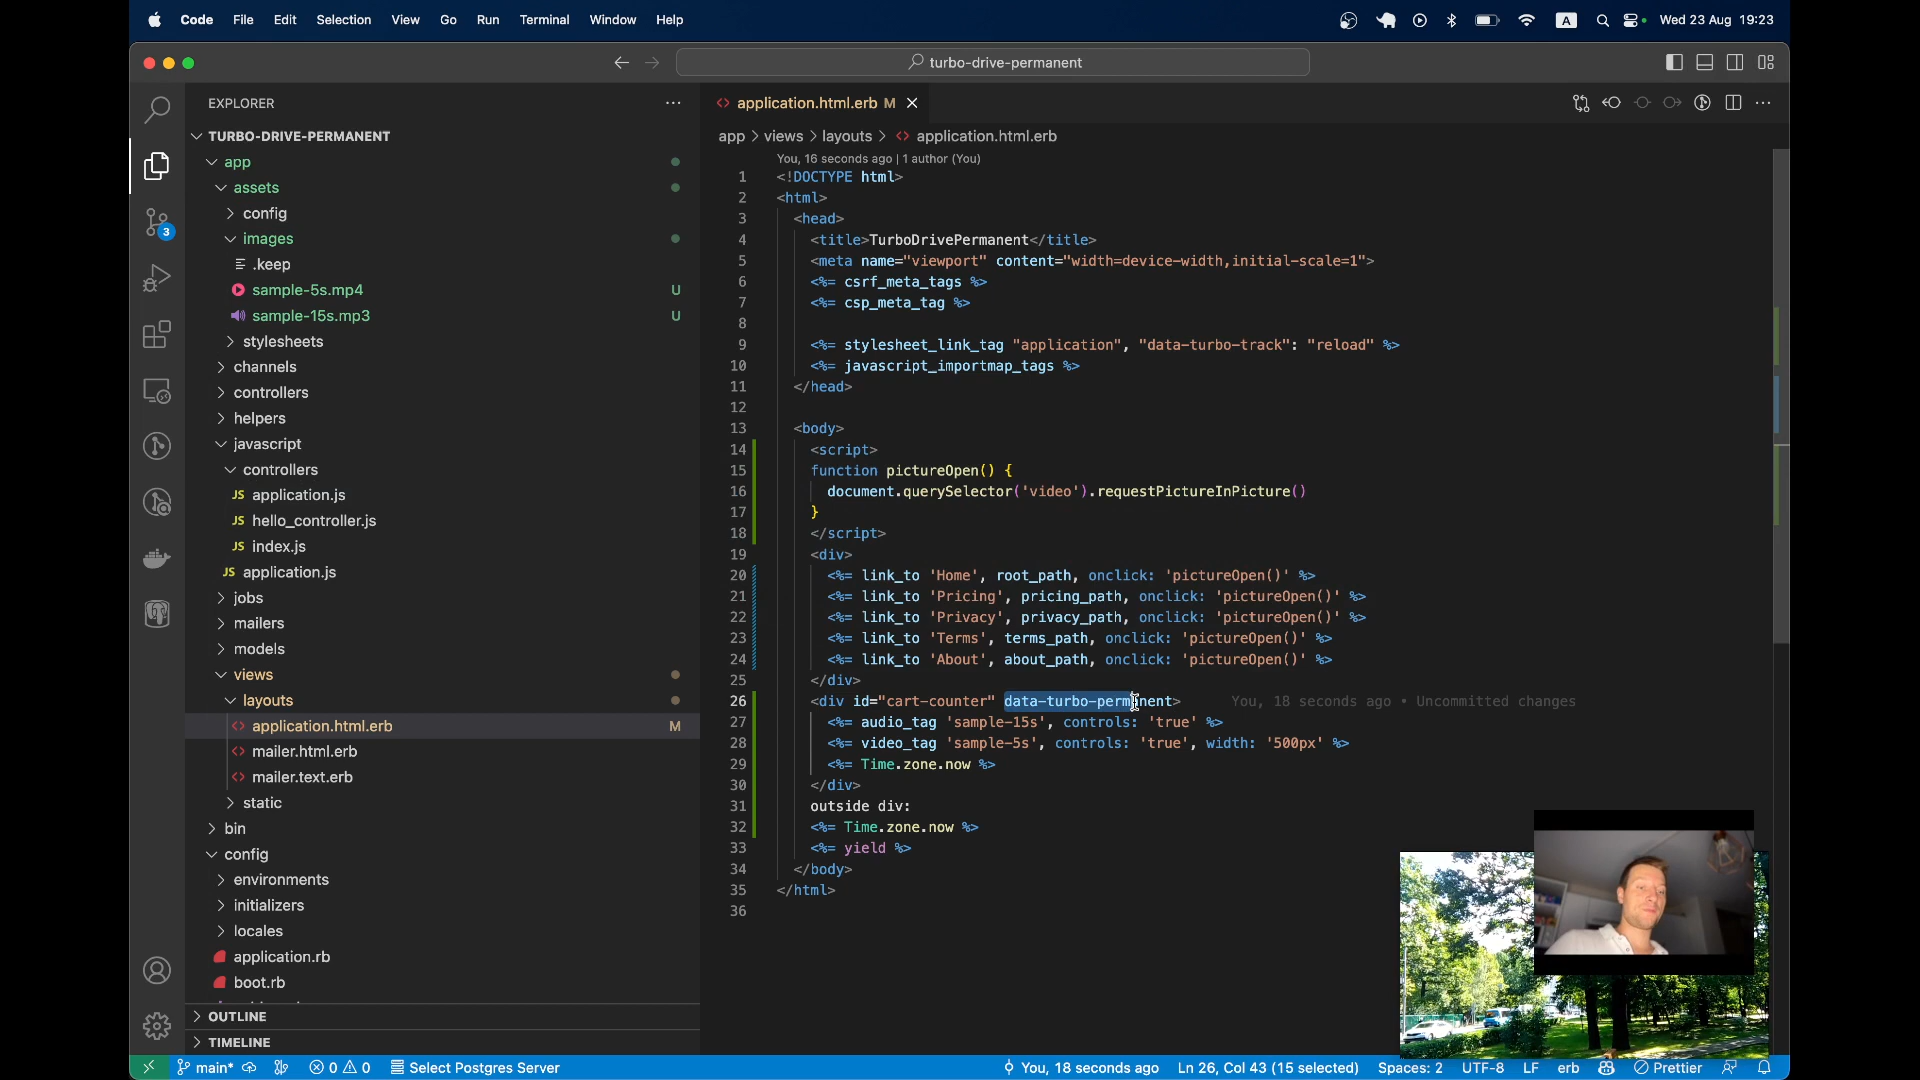 Code File Edit Selection View Go Run Terminal Window Help
A Wed 23 Aug 19:23
turbo-drive-permanent
EXPLORER
TURBO-DRIVE-PERMANENT
app
assets
config
images
.keep
sample-5s.mp4 U
sample-15s.mp3 U
stylesheets
channels
controllers
helpers
javascript
controllers
JS application.js
JS hello_controller.js
JS index.js
JS application.js
jobs
mailers
models
views
layouts
application.html.erb M
mailer.html.erb
mailer.text.erb
static
bin
config
environments
initializers
locales
application.rb
boot.rb
OUTLINE
TIMELINE
3
application.html.erb M
app > views > layouts > application.html.erb
You, 16 seconds ago | 1 author (You)
1 <!DOCTYPE html>
2 <html>
3 <head>
4 <title>TurboDrivePermanent</title>
5 <meta name="viewport" content="width=device-width,initial-scale=1">
6 <%= csrf_meta_tags %>
7 <%= csp_meta_tag %>
8
9 <%= stylesheet_link_tag "application", "data-turbo-track": "reload" %>
10 <%= javascript_importmap_tags %>
11 </head>
12
13 <body>
14 <script>
15 function pictureOpen() {
16 document.querySelector('video').requestPictureInPicture()
17 }
18 </script>
19 <div>
20 <%= link_to 'Home', root_path, onclick: 'pictureOpen()' %>
21 <%= link_to 'Pricing', pricing_path, onclick: 'pictureOpen()' %>
22 <%= link_to 'Privacy', privacy_path, onclick: 'pictureOpen()' %>
23 <%= link_to 'Terms', terms_path, onclick: 'pictureOpen()' %>
24 <%= link_to 'About', about_path, onclick: 'pictureOpen()' %>
25 </div>
26 <div id="cart-counter" data-turbo-permanent> You, 18 seconds ago • Uncommitted changes
27 <%= audio_tag 'sample-15s', controls: 'true' %>
28 <%= video_tag 'sample-5s', controls: 'true', width: '500px' %>
29 <%= Time.zone.now %>
30 </div>
31 outside div:
32 <%= Time.zone.now %>
33 <%= yield %>
34 </body>
35 </html>
36
main* 0 0 Select Postgres Server
You, 18 seconds ago Ln 26, Col 43 (15 selected) Spaces: 2 UTF-8 LF erb Prettier